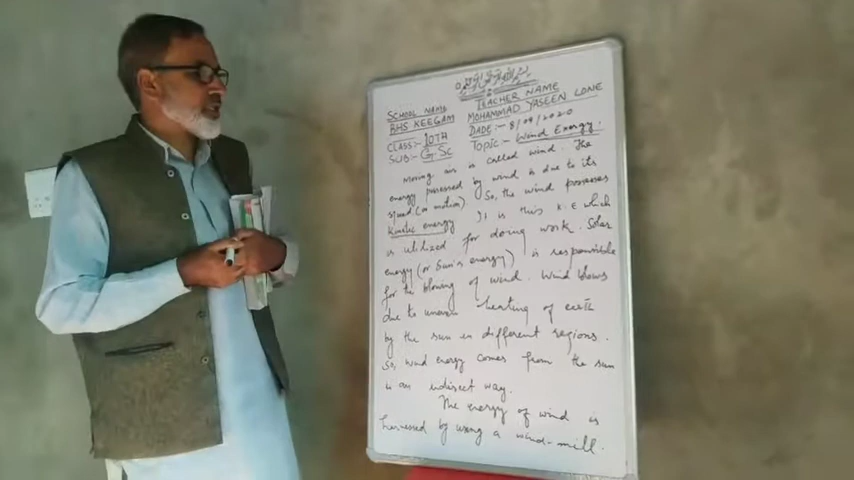 SCHOOL NAME
BHS KEEGAM
CLASS:- 10TH
SUB:- G.Sc
TEACHER NAME
MOHAMMAD YASEEN LONE
DATE:- 8/09/2020
TOPIC:- Wind Energy.
Moving air is called wind. The
energy possessed by wind is due to its
speed (or motion). So, the wind possesses
kinetic energy. It is this K.E which
is utilized for doing work. Solar
energy (or Sun's energy) is responsible
for the blowing of wind. Wind blows
due to uneven heating of earth
by the sun in different regions.
So, wind energy comes from the sun
in an indirect way.
The energy of wind is
harnessed by using a wind-mill.